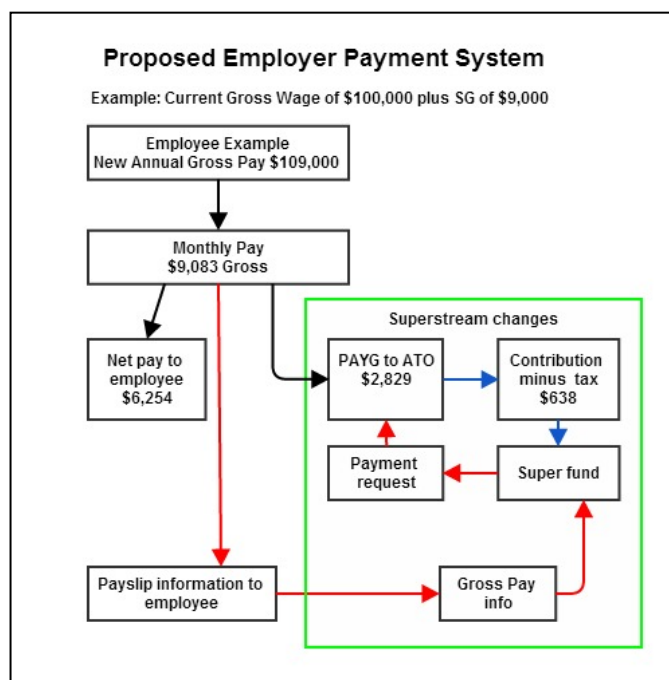 Proposed Employer Payment System
Example: Current Gross Wage of $100,000 plus SG of $9,000
Employee Example
New Annual Gross Pay $109,000
Monthly Pay
$9,083 Gross
Superstream changes
Net pay to
employee
$6,254
PAYG to ATO
$2,829
Contribution
minus tax
$638
Payment
request
Super fund
Payslip information to
employee
Gross Pay
info